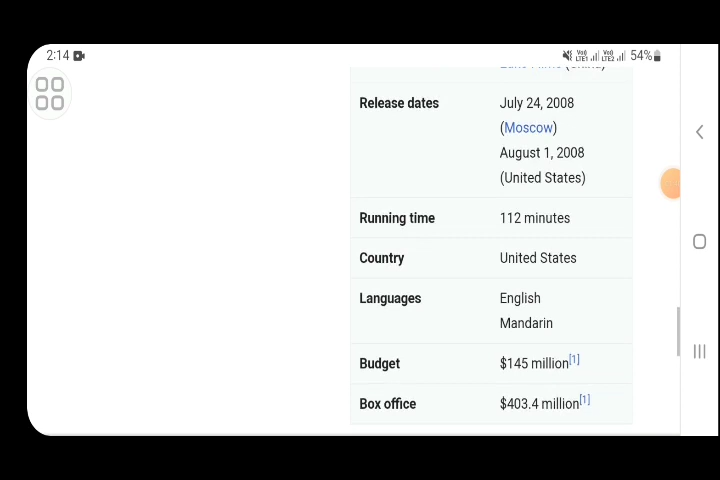 2:14 54%
Release dates July 24, 2008
(Moscow)
August 1, 2008
(United States)
Running time 112 minutes
Country United States
Languages English
Mandarin
Budget $145 million[1]
Box office $403.4 million[1]